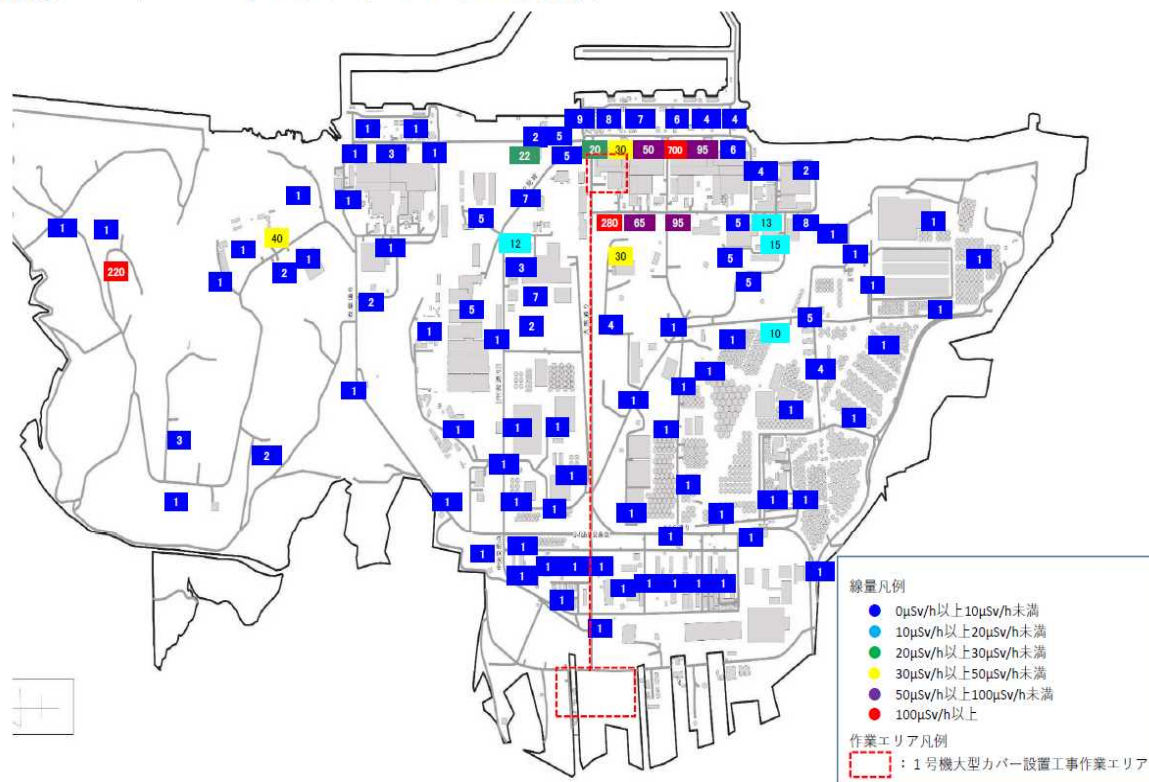 9 8 7 6 4 4
1 1 2 5
1 3 1 22 5 20 30 50 700 95 6
4 2
1 1 7
1 1 5 280 65 95 5 13 8 1 1
40 12 15
1 1 1 3 30 5 1 1
220 1 2 5 1
2 5 7 1
1 1 2 4 1 1 10 5 1
1 4
1 1 1
1 1 1
1 1 1 1
3 2 1
1 1 1 1 1 1 1
1 1 1
1 1 1
1 1 1 1 1
1 1 1 1 1 1
1
1
線量凡例
0μSv/h以上10μSv/h未満
10μSv/h以上20μSv/h未満
20μSv/h以上30μSv/h未満
30μSv/h以上50μSv/h未満
50μSv/h以上100μSv/h未満
100μSv/h以上
作業エリア凡例
：１号機大型カバー設置工事作業エリア